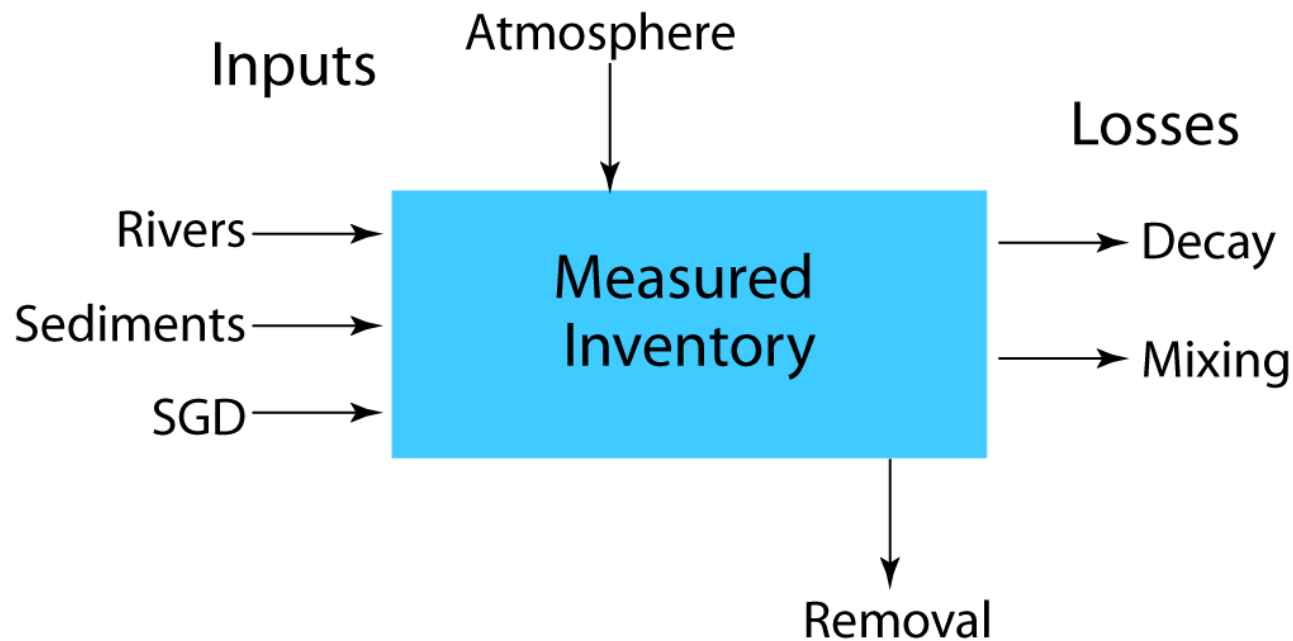 Atmosphere
Inputs
Losses
Rivers
Decay
Measured
Inventory
Sediments
Mixing
SGD
Removal